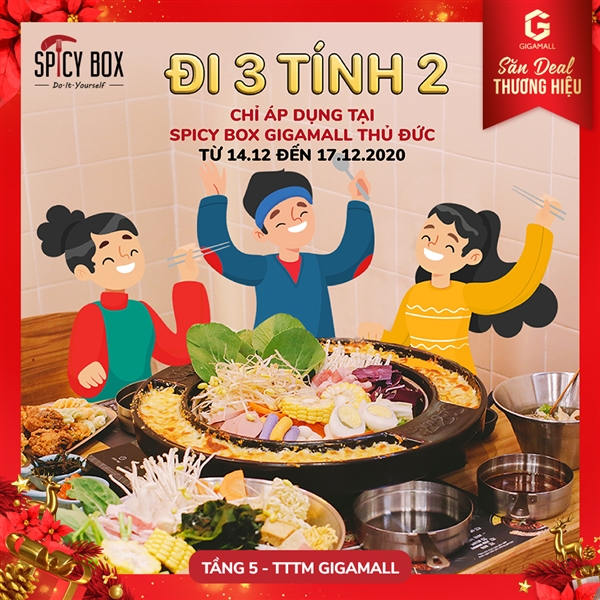 SPICY BOX
Do-It-Yourself
GIGAMALL
Săn Deal
THƯƠNG HIỆU
ĐI 3 TÍNH 2
CHỈ ÁP DỤNG TẠI
SPICY BOX GIGAMALL THỦ ĐỨC
TỪ 14.12 ĐẾN 17.12.2020
TẦNG 5 - TTTM GIGAMALL